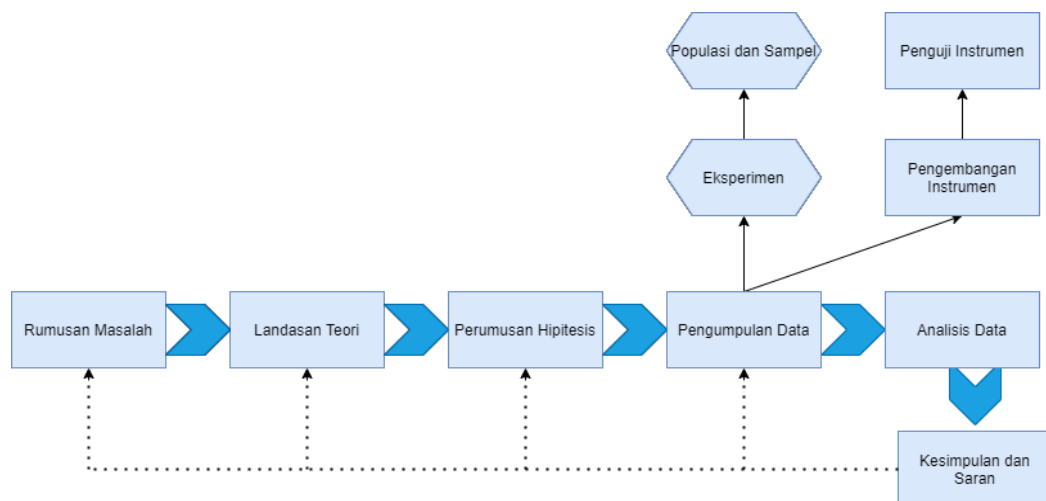 Populasi dan Sampel
Penguji Instrumen
Eksperimen
Pengembangan
Instrumen
Rumusan Masalah
Landasan Teori
Perumusan Hipitesis
Pengumpulan Data
Analisis Data
Kesimpulan dan
Saran